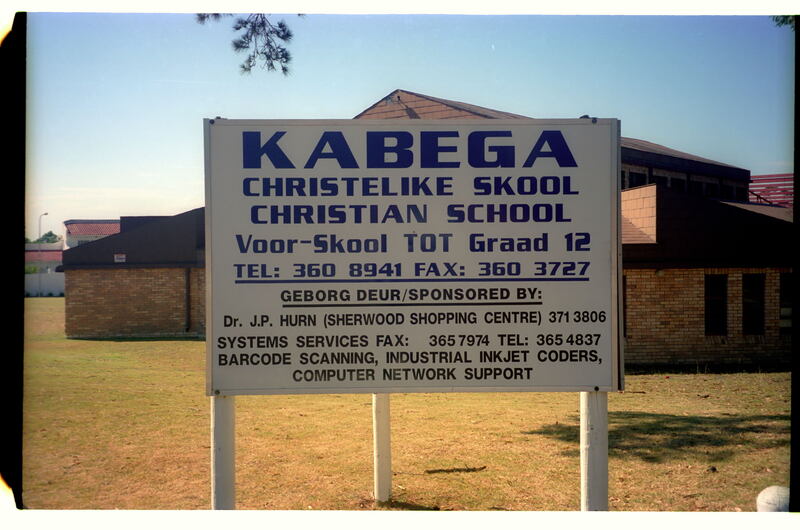 KABEGA
CHRISTELIKE SKOOL
CHRISTIAN SCHOOL
Voor-Skool TOT Graad 12
TEL: 360 8941 FAX: 360 3727
GEBORG DEUR/SPONSORED BY:
Dr. J.P. HURN (SHERWOOD SHOPPING CENTRE) 371 3806
SYSTEMS SERVICES FAX: 365 7974 TEL: 365 4837
BARCODE SCANNING, INDUSTRIAL INKJET CODERS,
COMPUTER NETWORK SUPPORT